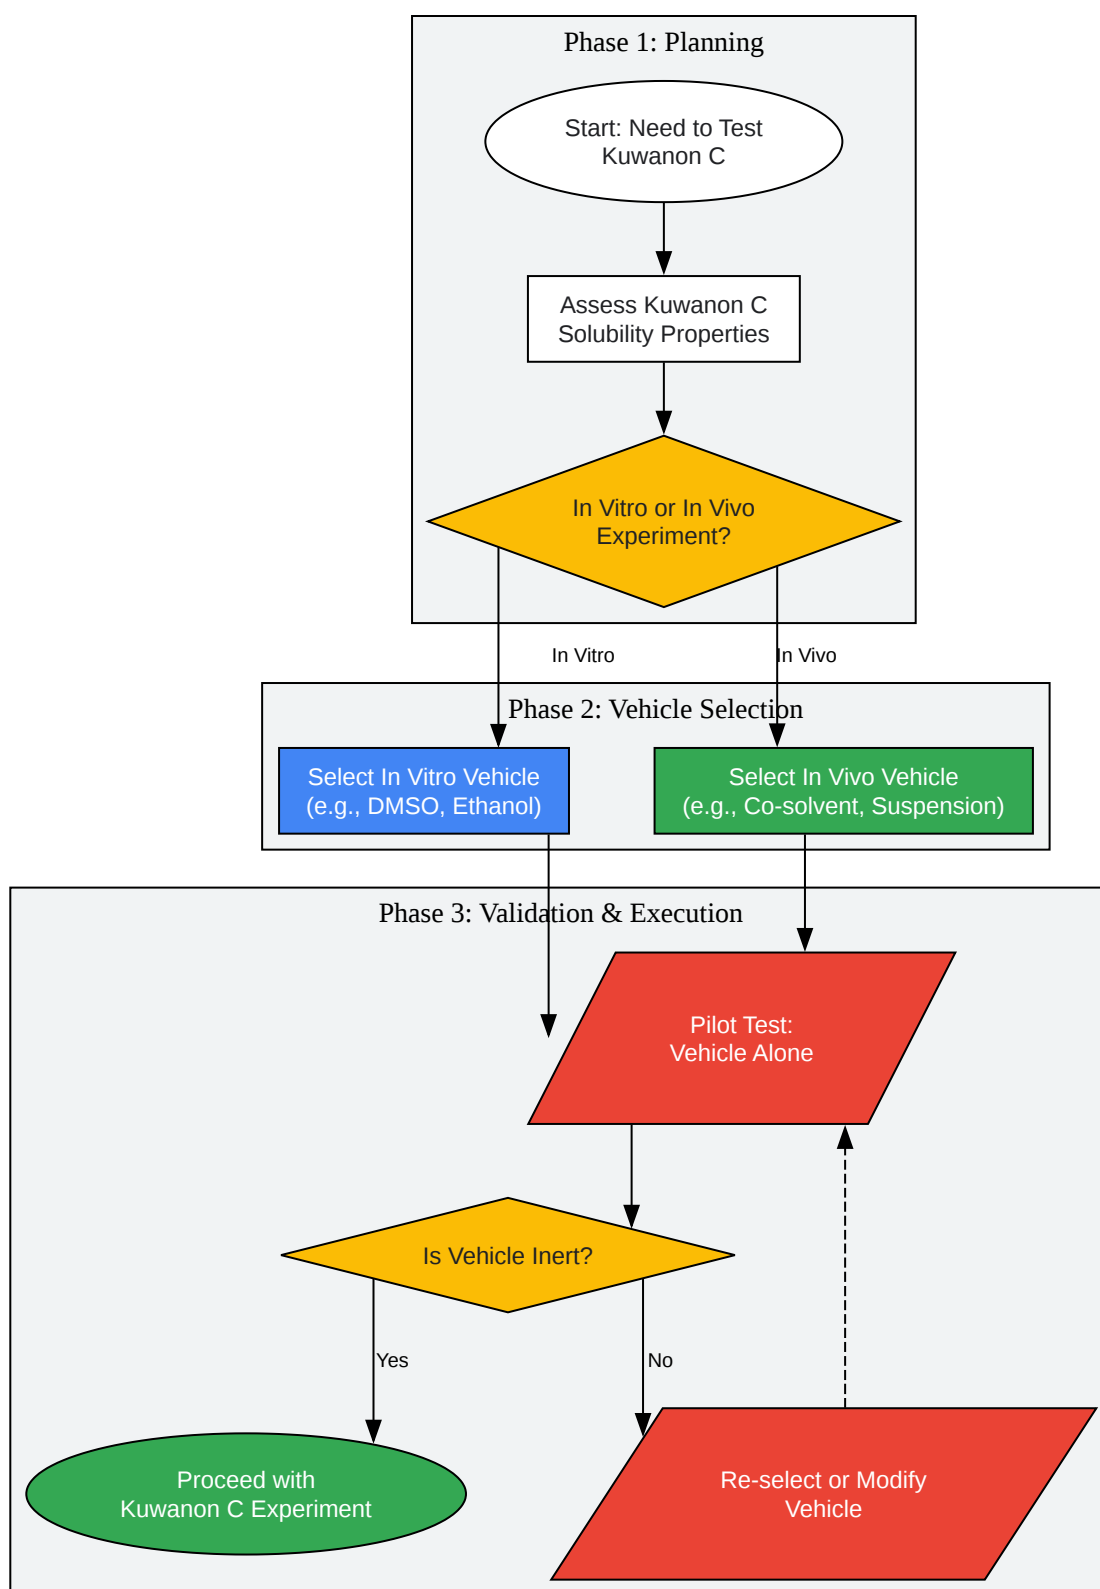 Phase 1: Planning
Start: Need to Test
Kuwanon C
Assess Kuwanon C
Solubility Properties
In Vitro or In Vivo
Experiment?
In Vitro
In Vivo
Phase 2: Vehicle Selection
Select In Vitro Vehicle
(e.g., DMSO, Ethanol)
Select In Vivo Vehicle
(e.g., Co-solvent, Suspension)
Phase 3: Validation & Execution
Pilot Test:
Vehicle Alone
Is Vehicle Inert?
Yes
No
Proceed with
Kuwanon C Experiment
Re-select or Modify
Vehicle